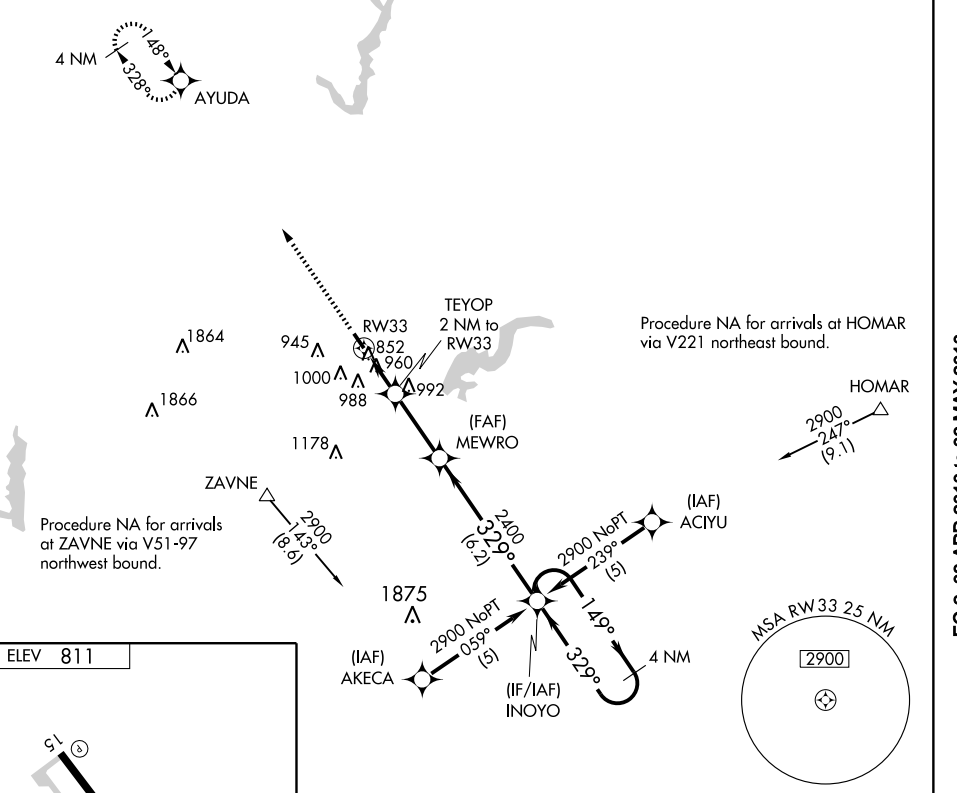 4 NM
148°
328°
AYUDA
TEYOP
2 NM to
RW33
RW33
852
960
945
1000
988
992
1864
1866
1178
Procedure NA for arrivals at HOMAR
via V221 northeast bound.
HOMAR
2900
247°
(9.1)
(FAF)
MEWRO
ZAVNE
2900
143°
(8.6)
Procedure NA for arrivals
at ZAVNE via V51-97
northwest bound.
2400
329°
(6.2)
(IAF)
ACIYU
2900 NoPT
239°
(5)
1875
2900 NoPT
059°
(5)
(IAF)
AKECA
149°
329°
4 NM
(IF/IAF)
INOYO
MSA RW33 25 NM
2900
ELEV 811
15
P